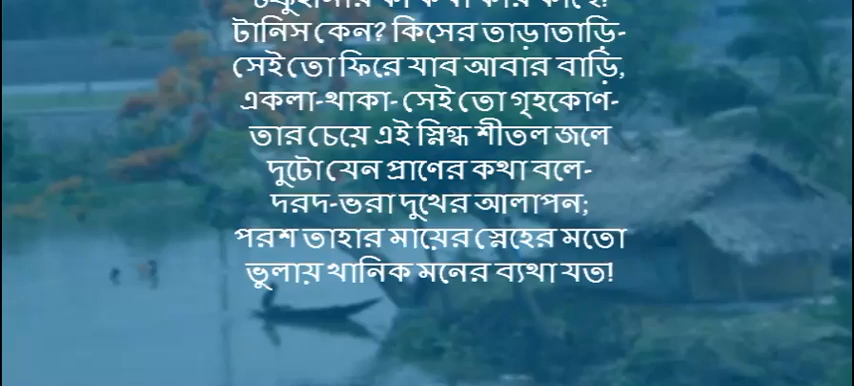 টানিস কেন? কিসের তাড়াতাড়ি-
সেই তো ফিরে যাব আবার বাড়ি,
একলা-থাকা- সেই তো গৃহকোণ-
তার চেয়ে এই স্নিগ্ধ শীতল জলে
দুটো যেন প্রাণের কথা বলে-
দরদ-ভরা দুখের আলাপন;
পরশ তাহার মায়ের স্নেহের মতো
ভুলায় খানিক মনের ব্যথা যত!